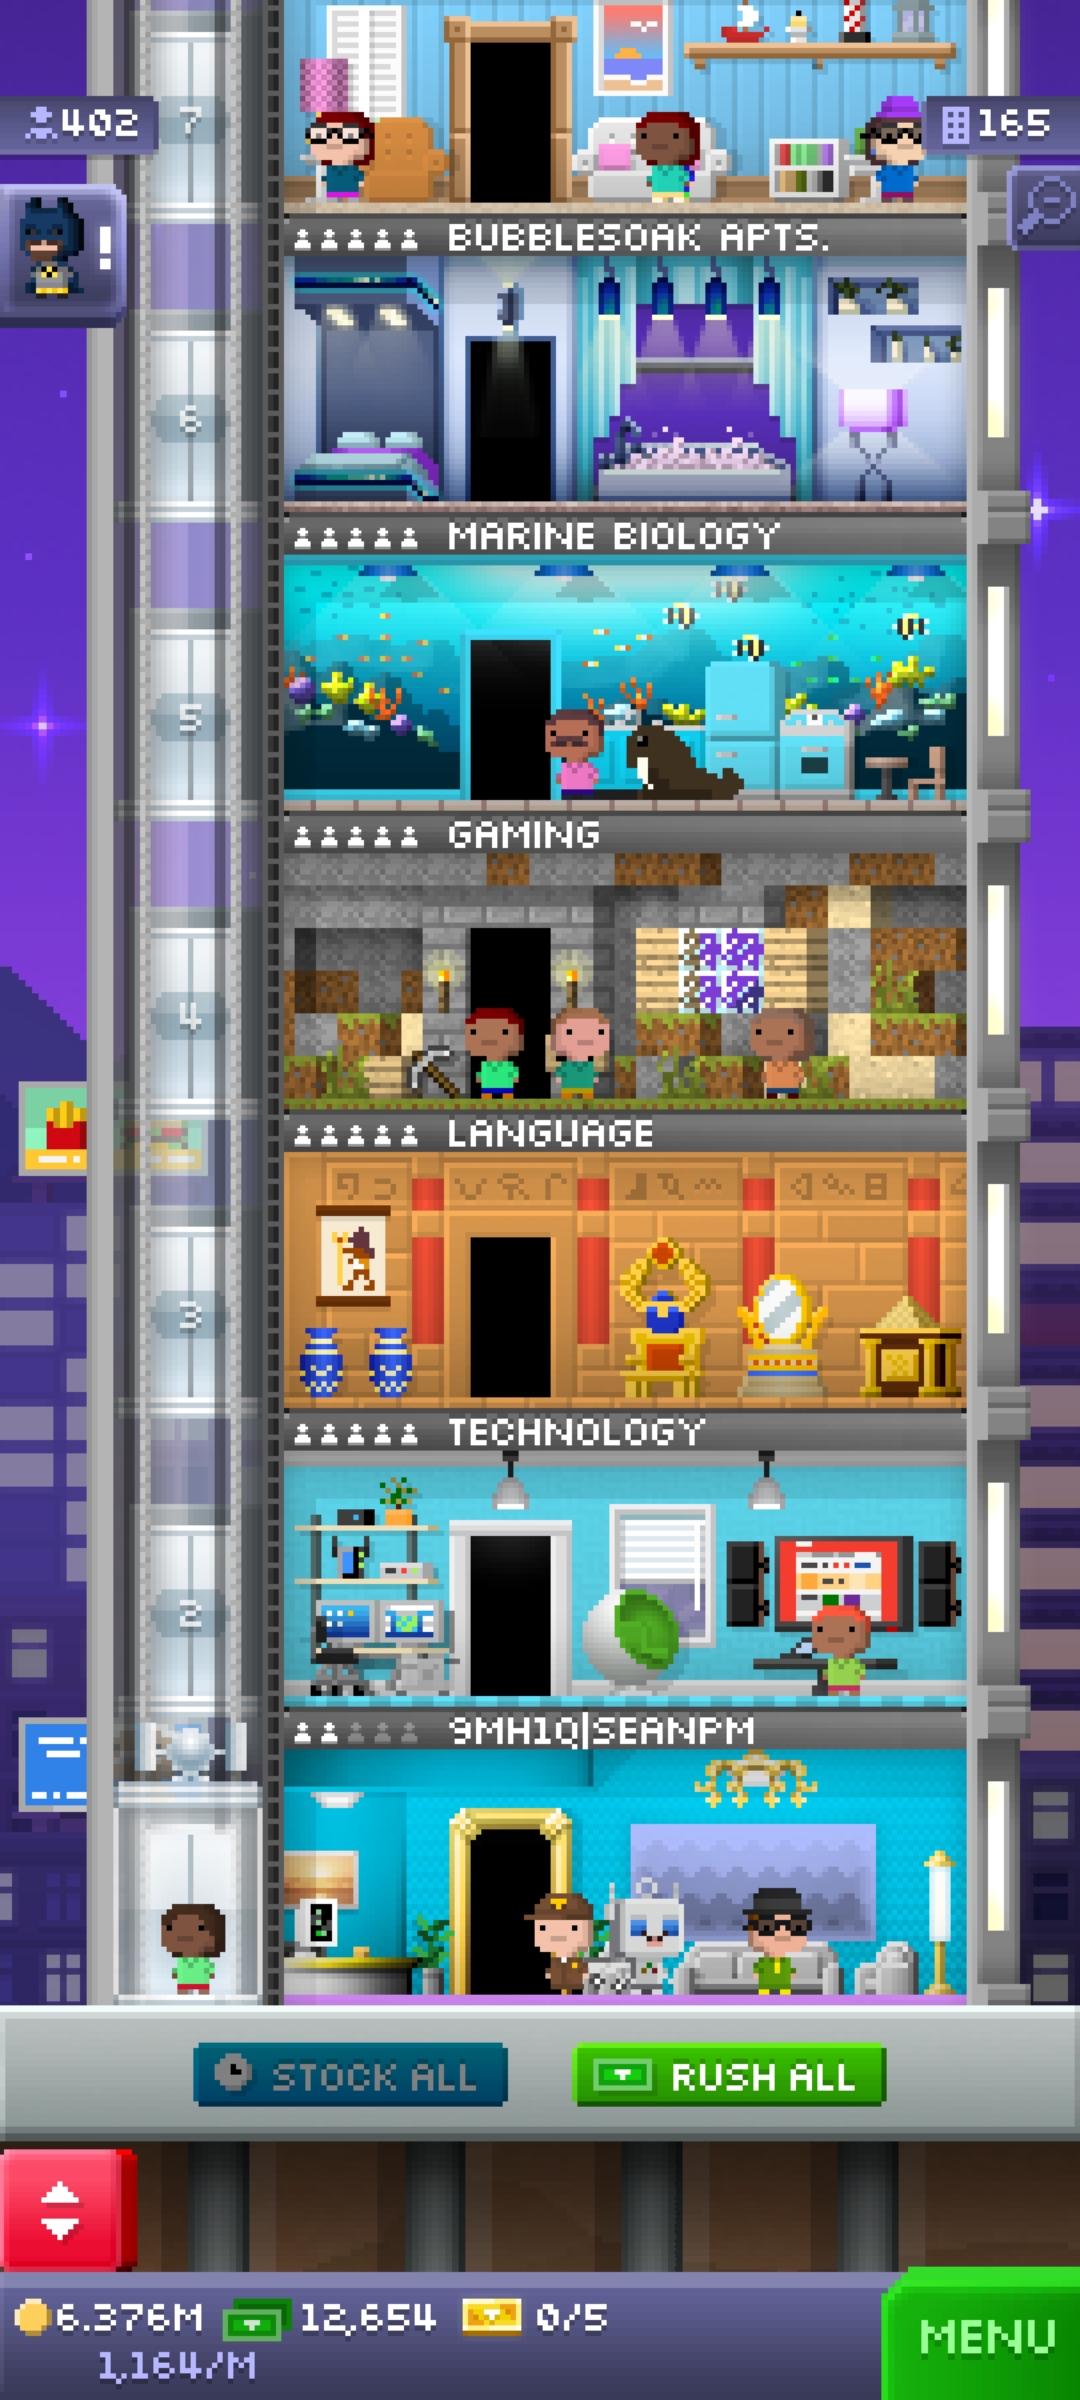 7
402
165
!
BUBBLESOAK APTS.
6
MARINE BIOLOGY
5
GAMING
4
LANGUAGE
3
TECHNOLOGY
2
9MH1Q|SEANPM
STOCK ALL
RUSH ALL
6.376M
12,654
0/5
1,164/M
MENU